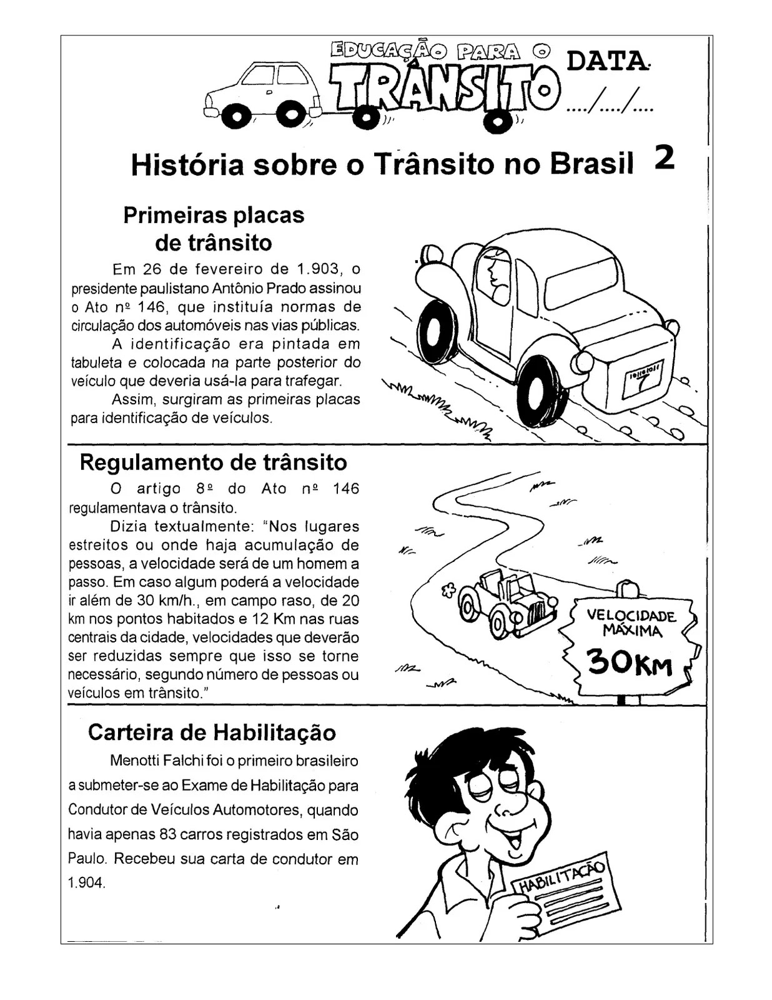 EDUCAÇÃO PARA O
TRÂNSITO
DATA.
..../..../....
História sobre o Trânsito no Brasil 2
Primeiras placas
de trânsito
Em 26 de fevereiro de 1.903, o
presidente paulistano Antônio Prado assinou
o Ato nº 146, que instituía normas de
circulação dos automóveis nas vias públicas.
A identificação era pintada em
tabuleta e colocada na parte posterior do
veículo que deveria usá-la para trafegar.
Assim, surgiram as primeiras placas
para identificação de veículos.
7
Regulamento de trânsito
O artigo 8º do Ato nº 146
regulamentava o trânsito.
Dizia textualmente: “Nos lugares
estreitos ou onde haja acumulação de
pessoas, a velocidade será de um homem a
passo. Em caso algum poderá a velocidade
ir além de 30 km/h., em campo raso, de 20
km nos pontos habitados e 12 Km nas ruas
centrais da cidade, velocidades que deverão
ser reduzidas sempre que isso se torne
necessário, segundo número de pessoas ou
veículos em trânsito.”
VELOCIDADE
MÁXIMA
30KM
Carteira de Habilitação
Menotti Falchi foi o primeiro brasileiro
a submeter-se ao Exame de Habilitação para
Condutor de Veículos Automotores, quando
havia apenas 83 carros registrados em São
Paulo. Recebeu sua carta de condutor em
1.904.
HABILITAÇÃO